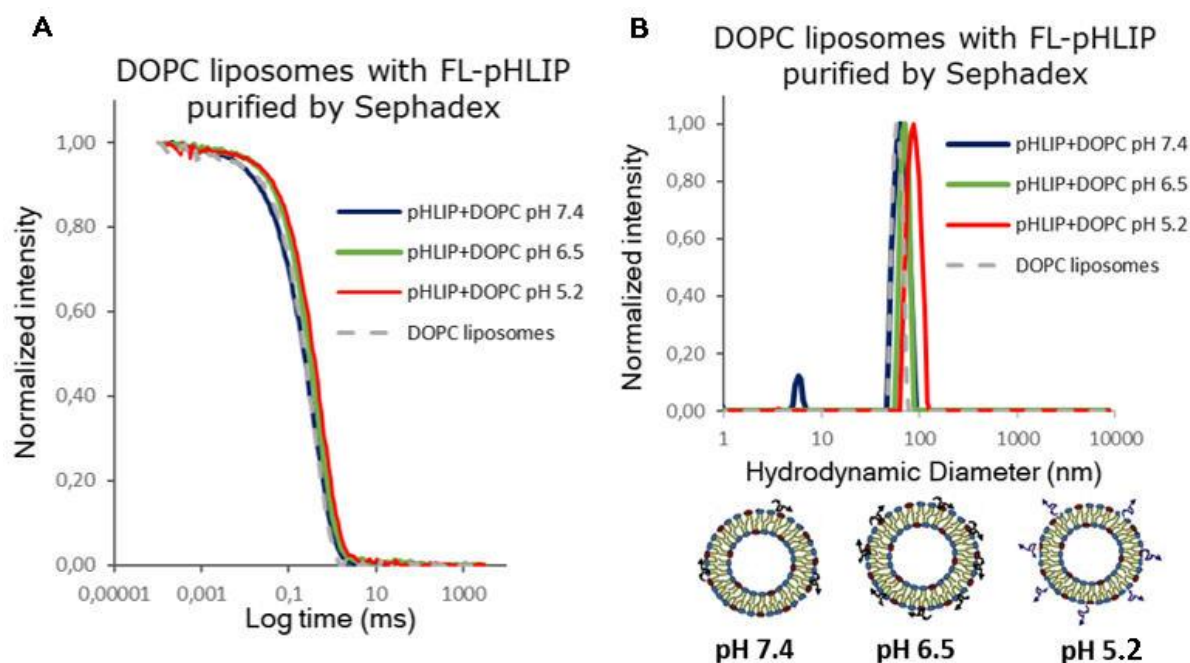 A
DOPC liposomes with FL-pHLIP
purified by Sephadex
1,00
0,80
0,60
0,40
0,20
0,00
Normalized intensity
pHLIP+DOPC pH 7.4
pHLIP+DOPC pH 6.5
pHLIP+DOPC pH 5.2
DOPC liposomes
0,00001
0,001
0,1
10
1000
Log time (ms)
B
DOPC liposomes with FL-pHLIP
purified by Sephadex
1,00
0,80
0,60
0,40
0,20
0,00
Normalized intensity
pHLIP+DOPC pH 7.4
pHLIP+DOPC pH 6.5
pHLIP+DOPC pH 5.2
DOPC liposomes
1
10
100
1000
10000
Hydrodynamic Diameter (nm)
pH 7.4
pH 6.5
pH 5.2